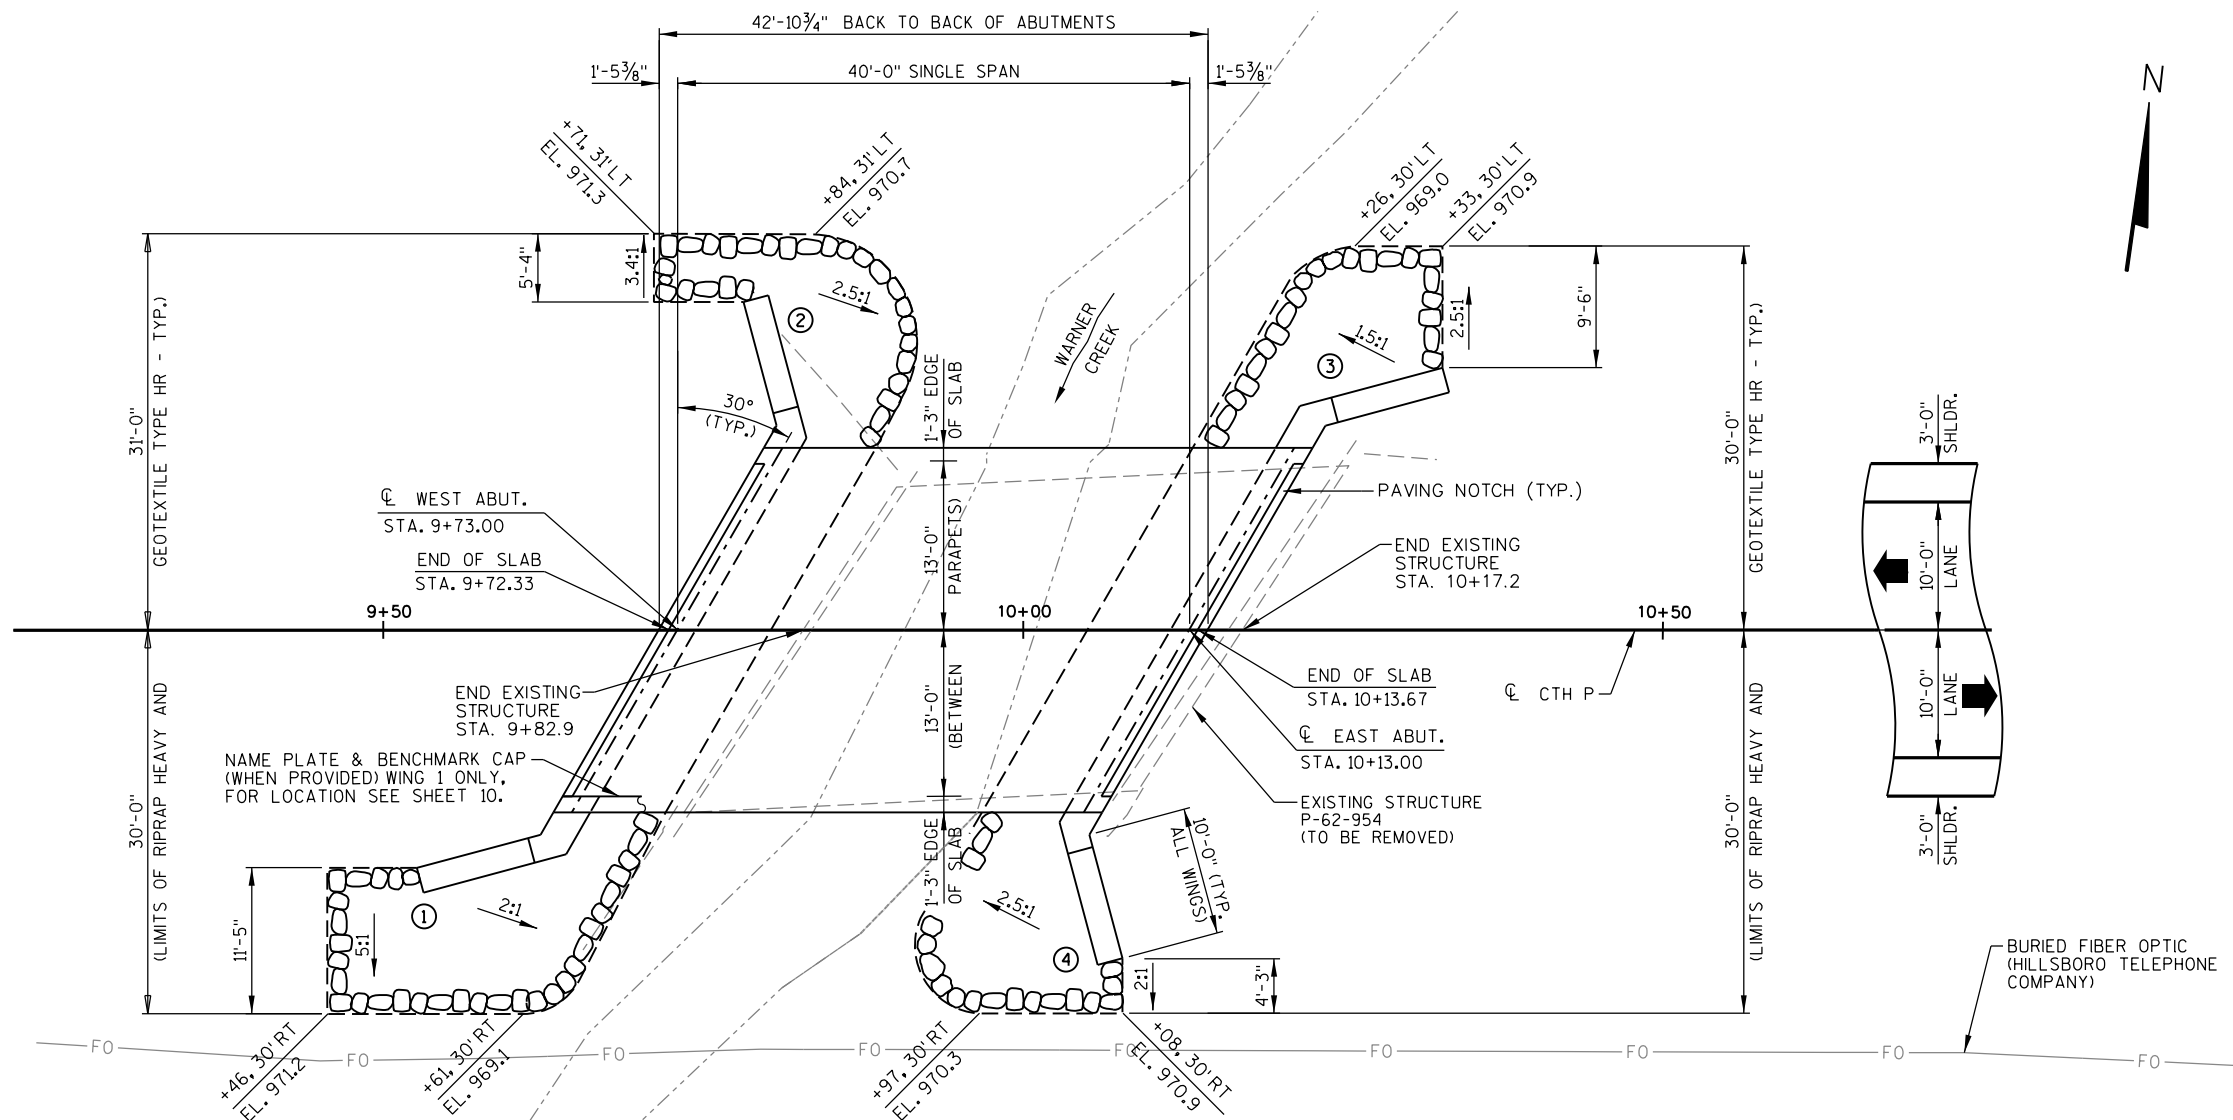 42'-10¾" BACK TO BACK OF ABUTMENTS
1'-5⅜"
40'-0" SINGLE SPAN
1'-5⅜"
N
+71, 31' LT
EL. 971.3
+84, 31' LT
EL. 970.7
+26, 30' LT
EL. 969.0
+33, 30' LT
EL. 970.9
5'-4"
3.4:1
2.5:1
2
WARNER
CREEK
1.5:1
3
2.5:1
9'-6"
31'-0"
GEOTEXTILE TYPE HR - TYP.)
30°
(TYP.)
1'-3" EDGE
OF SLAB
30'-0"
GEOTEXTILE TYPE HR - TYP.)
3'-0"
SHLDR.
℄ WEST ABUT.
STA. 9+73.00
PAVING NOTCH (TYP.)
END OF SLAB
STA. 9+72.33
13'-0"
PARAPETS)
END EXISTING
STRUCTURE
STA. 10+17.2
10'-0"
LANE
9+50
10+00
10+50
END EXISTING
STRUCTURE
STA. 9+82.9
13'-0"
(BETWEEN
END OF SLAB
STA. 10+13.67
℄ CTH P
10'-0"
LANE
℄ EAST ABUT.
STA. 10+13.00
NAME PLATE & BENCHMARK CAP
(WHEN PROVIDED) WING 1 ONLY.
FOR LOCATION SEE SHEET 10.
EXISTING STRUCTURE
P-62-954
(TO BE REMOVED)
30'-0"
(LIMITS OF RIPRAP HEAVY AND
1'-3" EDGE
OF SLAB
10'-0" (TYP.
ALL WINGS)
30'-0"
(LIMITS OF RIPRAP HEAVY AND
3'-0"
SHLDR.
11'-5"
5:1
1
2:1
2.5:1
4
2:1
4'-3"
BURIED FIBER OPTIC
(HILLSBORO TELEPHONE
COMPANY)
+46, 30' RT
EL. 971.2
+61, 30' RT
EL. 969.1
+97, 30' RT
EL. 970.3
+08, 30' RT
EL. 970.9
FO
FO
FO
FO
FO
FO
FO
FO
FO